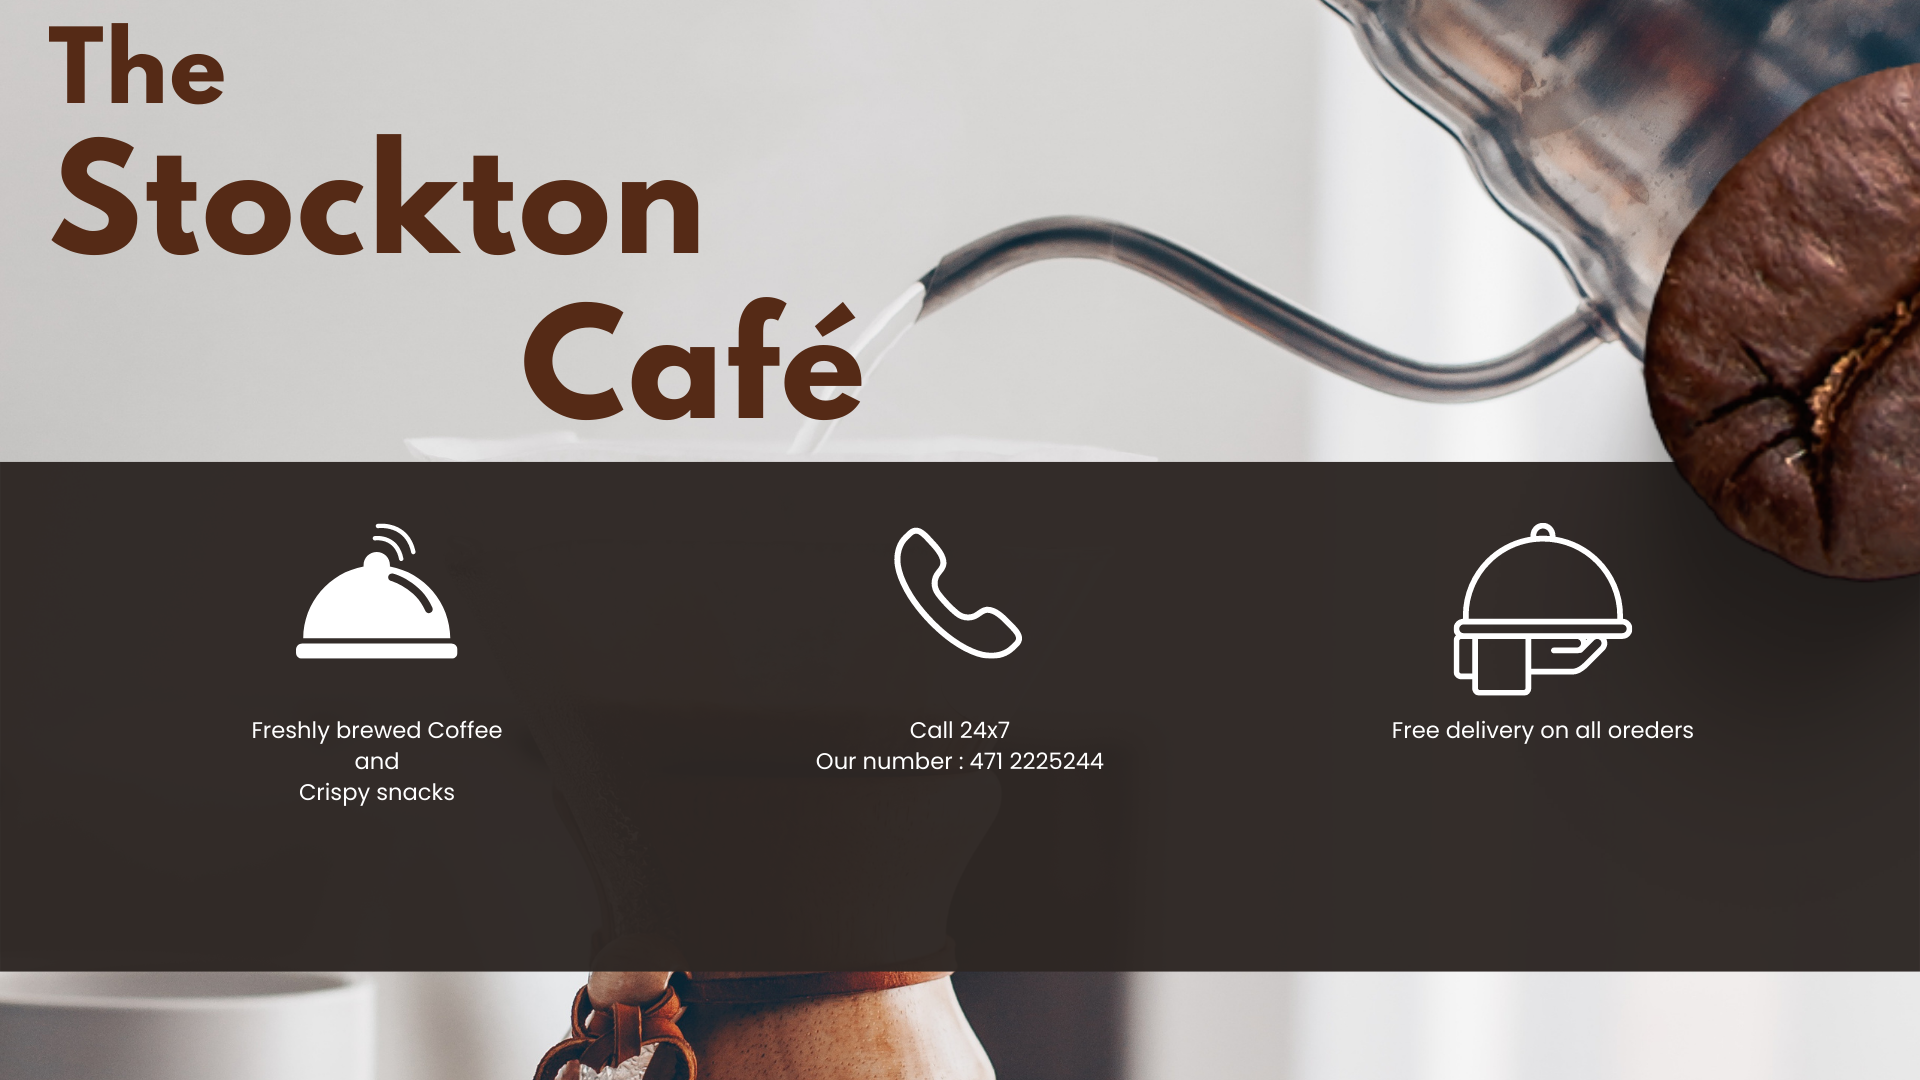 The
Stockton
Café
Freshly brewed Coffee
and
Crispy snacks
Call 24x7
Our number : 471 2225244
Free delivery on all oreders